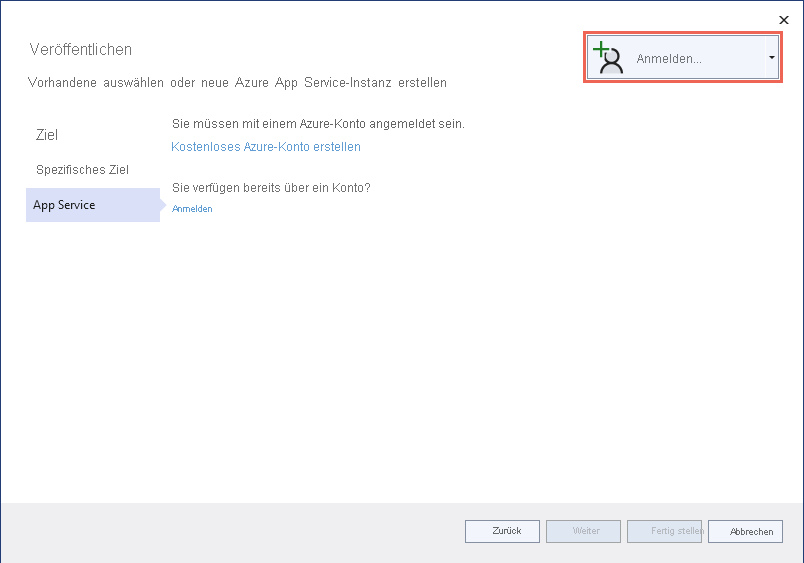 Veröffentlichen
Anmelden...
Vorhandene auswählen oder neue Azure App Service-Instanz erstellen
Ziel
Spezifisches Ziel
App Service
Sie müssen mit einem Azure-Konto angemeldet sein.
Kostenloses Azure-Konto erstellen
Sie verfügen bereits über ein Konto?
Anmelden
Zurück
Weiter
Fertig stellen
Abbrechen